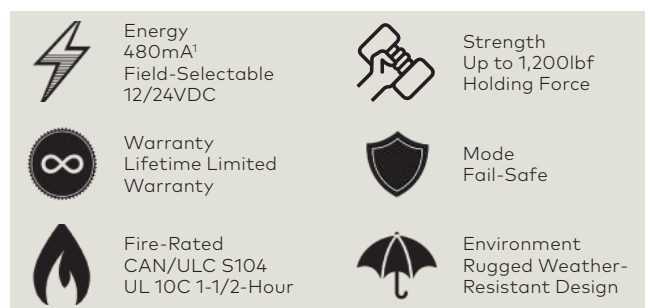 Energy
480mA¹
Field-Selectable
12/24VDC
Strength
Up to 1,200lbf
Holding Force
Warranty
Lifetime Limited
Warranty
Mode
Fail-Safe
Fire-Rated
CAN/ULC S104
UL 10C 1-1/2-Hour
Environment
Rugged Weather-
Resistant Design